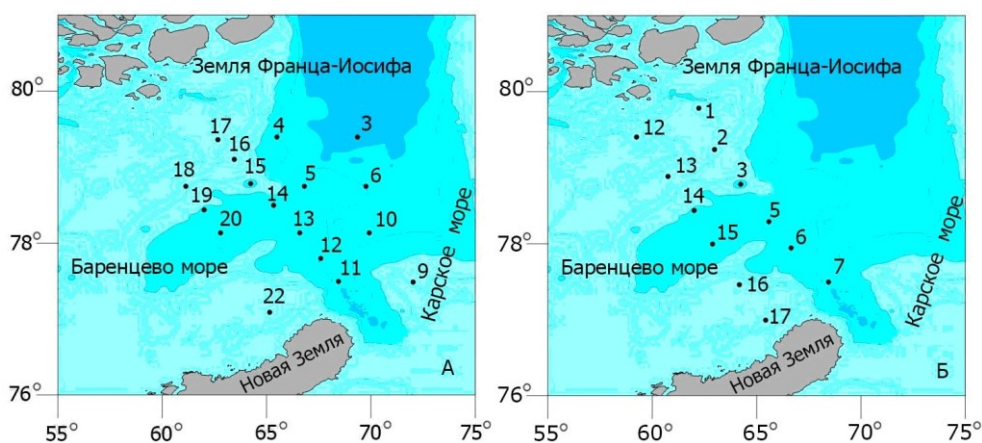 Земля Франца-Иосифа
80°
17
4
3
16
15
18
5
6
19
14
20
13
10
78°
12
Баренцево море
11
9
Карское море
22
Новая Земля
А
76°
55° 60° 65° 70° 75°
Земля Франца-Иосифа
80°
1
12
2
13
3
14
5
15
6
78°
Баренцево море
16
7
Карское море
17
Новая Земля
Б
76°
55° 60° 65° 70° 75°